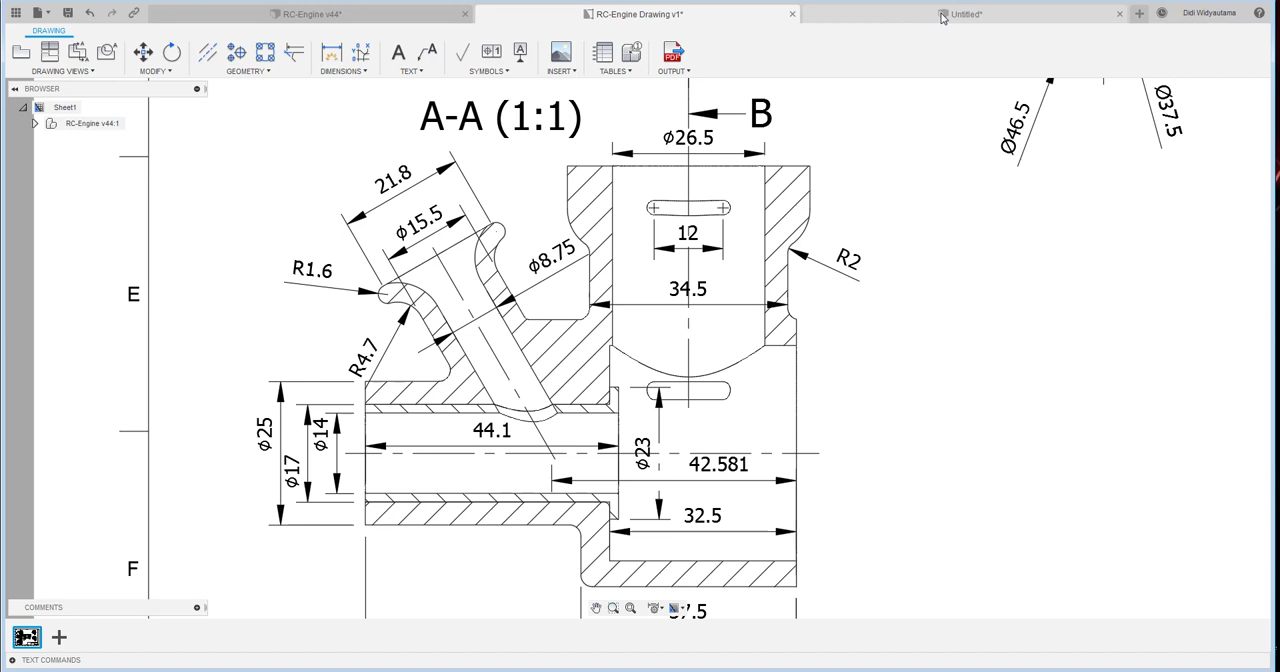 RC-Engine v44*
RC-Engine Drawing v1*
Untitled*
Didi Widyautama
DRAWING
DRAWING VIEWS
MODIFY
GEOMETRY
DIMENSIONS
TEXT
SYMBOLS
INSERT
TABLES
OUTPUT
BROWSER
Sheet1
RC-Engine v44:1
A-A (1:1)
B
Ø46.5
Ø37.5
ϕ26.5
21.8
ϕ15.5
12
ϕ8.75
R2
R1.6
E
34.5
R4.7
ϕ25
ϕ17
ϕ14
44.1
ϕ23
42.581
32.5
F
COMMENTS
TEXT COMMANDS